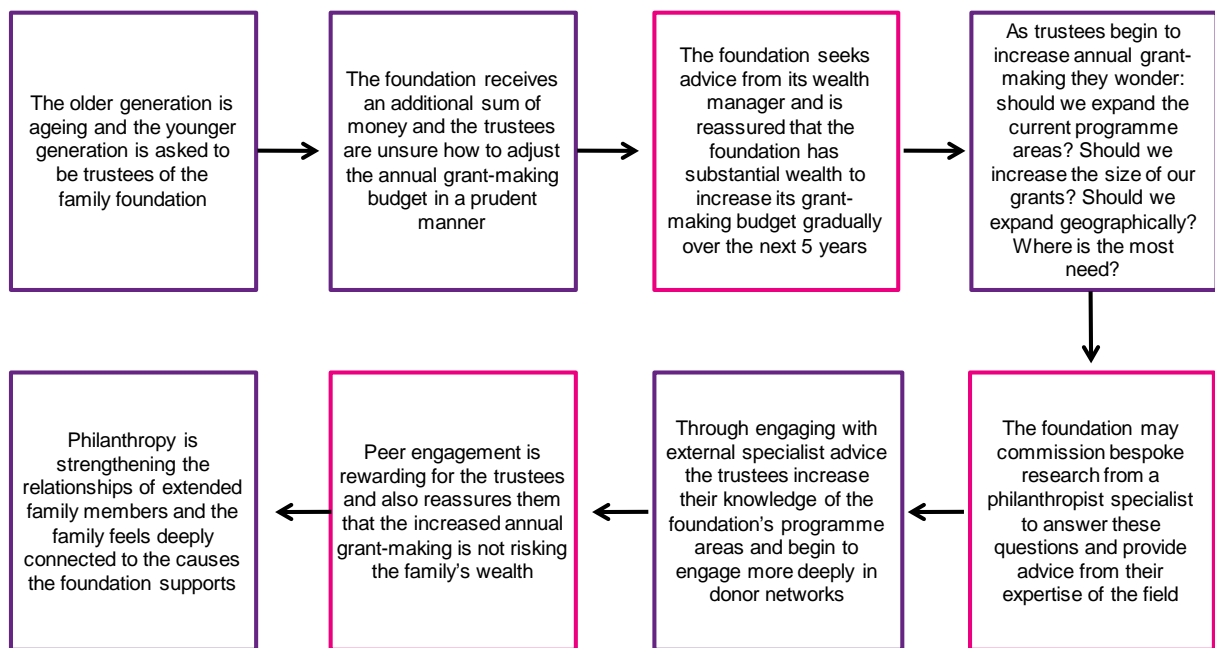 The older generation is
ageing and the younger
generation is asked to
be trustees of the
family foundation
The foundation receives
an additional sum of
money and the trustees
are unsure how to adjust
the annual grant-making
budget in a prudent
manner
The foundation seeks
advice from its wealth
manager and is
reassured that the
foundation has
substantial wealth to
increase its grant-
making budget gradually
over the next 5 years
As trustees begin to
increase annual grant-
making they wonder:
should we expand the
current programme
areas? Should we
increase the size of our
grants? Should we
expand geographically?
Where is the most
need?
The foundation may
commission bespoke
research from a
philanthropist specialist
to answer these
questions and provide
advice from their
expertise of the field
Through engaging with
external specialist advice
the trustees increase
their knowledge of the
foundation's programme
areas and begin to
engage more deeply in
donor networks
Peer engagement is
rewarding for the trustees
and also reassures them
that the increased annual
grant-making is not risking
the family's wealth
Philanthropy is
strengthening the
relationships of extended
family members and the
family feels deeply
connected to the causes
the foundation supports